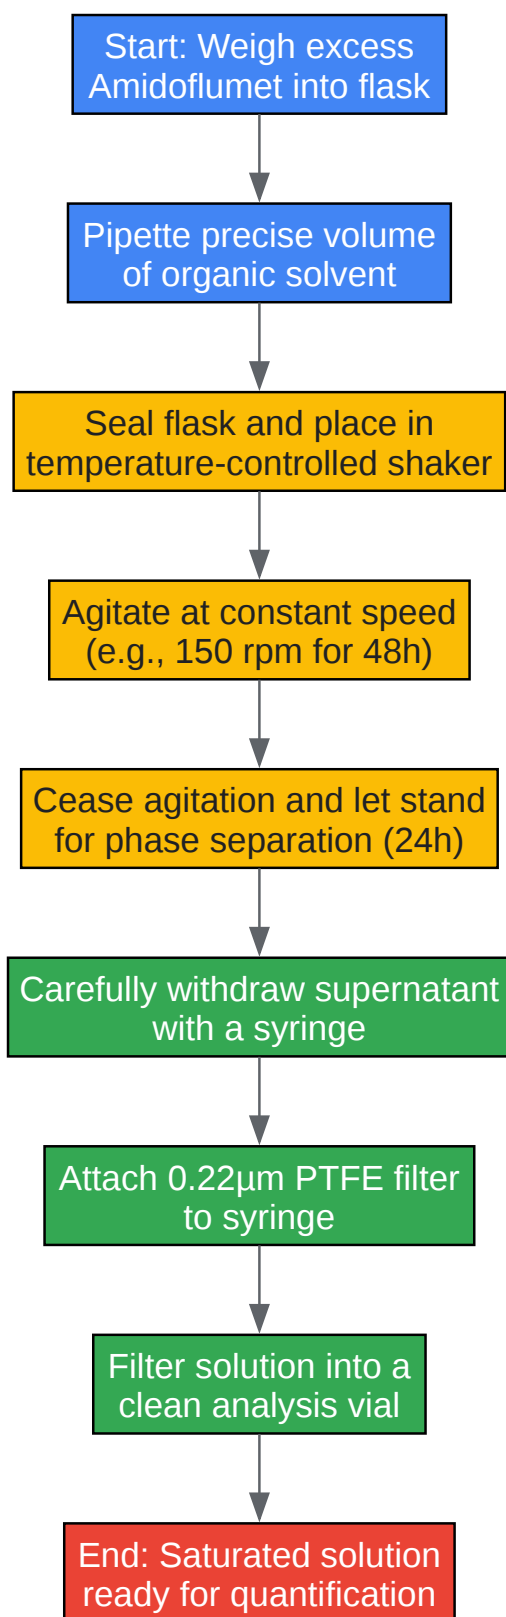 Start: Weigh excess
Amidoflumet into flask
Pipette precise volume
of organic solvent
Seal flask and place in
temperature-controlled shaker
Agitate at constant speed
(e.g., 150 rpm for 48h)
Cease agitation and let stand
for phase separation (24h)
Carefully withdraw supernatant
with a syringe
Attach 0.22µm PTFE filter
to syringe
Filter solution into a
clean analysis vial
End: Saturated solution
ready for quantification